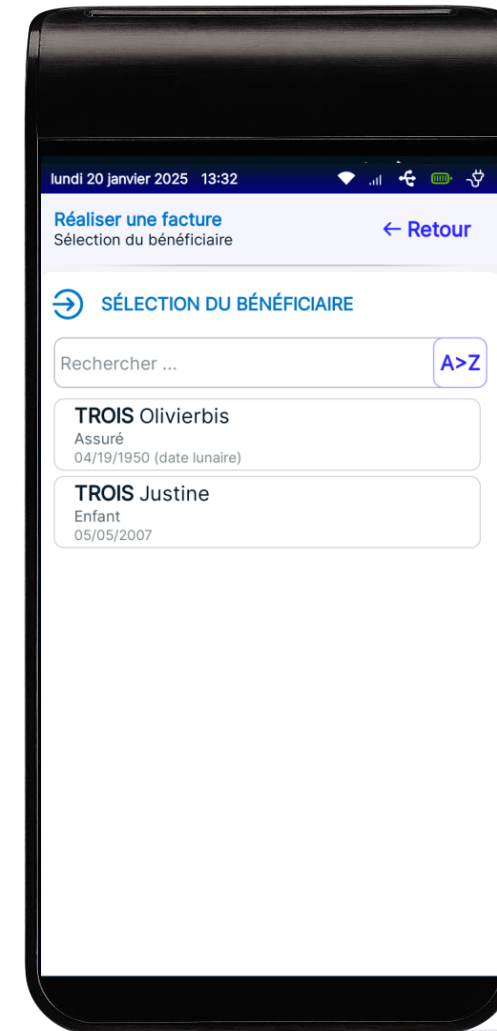 lundi 20 janvier 2025 13:32
Réaliser une facture
Sélection du bénéficiaire
← Retour
SÉLECTION DU BÉNÉFICIAIRE
Rechercher ...
A>Z
TROIS Olivierbis
Assuré
04/19/1950 (date lunaire)
TROIS Justine
Enfant
05/05/2007